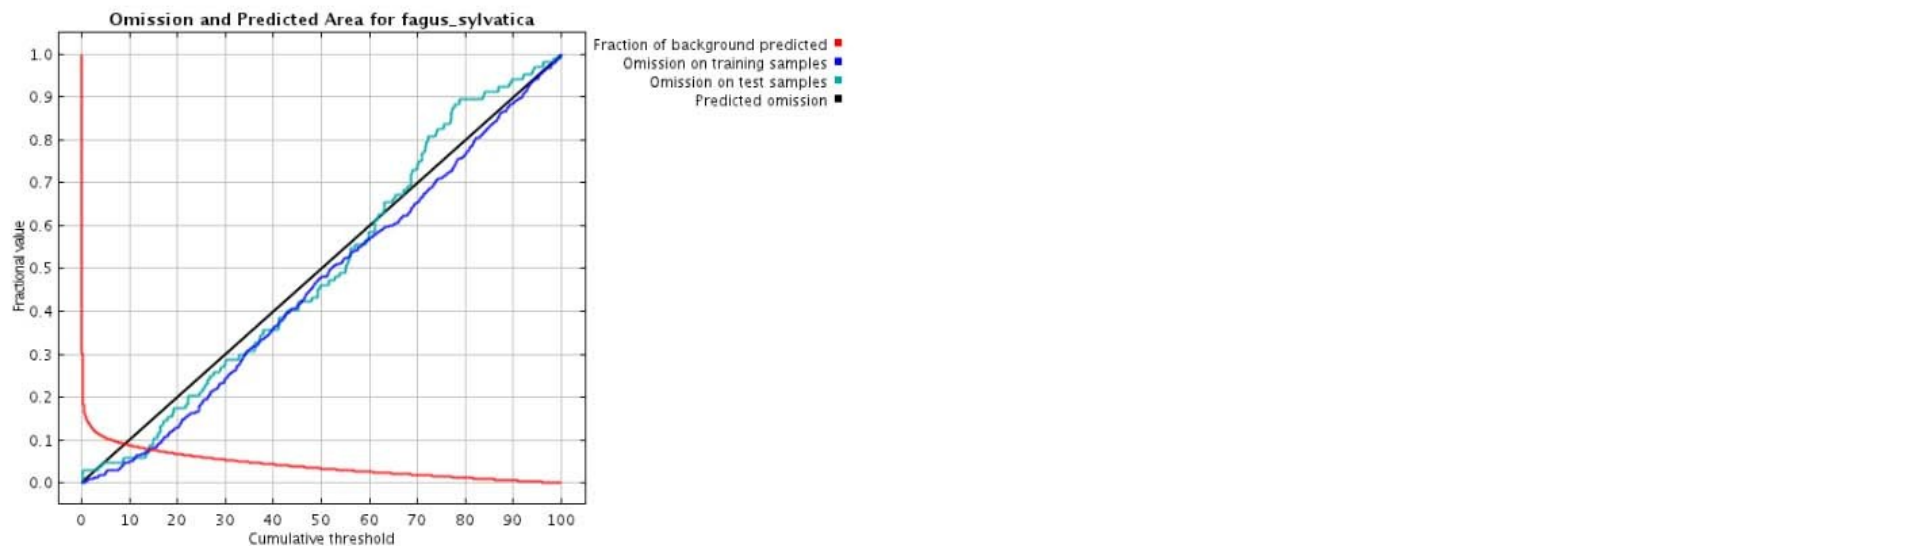 Omission and Predicted Area for fagus_sylvatica
Fraction of background predicted
Omission on training samples
Omission on test samples
Predicted omission
Fractional value
1.0
0.9
0.8
0.7
0.6
0.5
0.4
0.3
0.2
0.1
0.0
0 10 20 30 40 50 60 70 80 90 100
Cumulative threshold